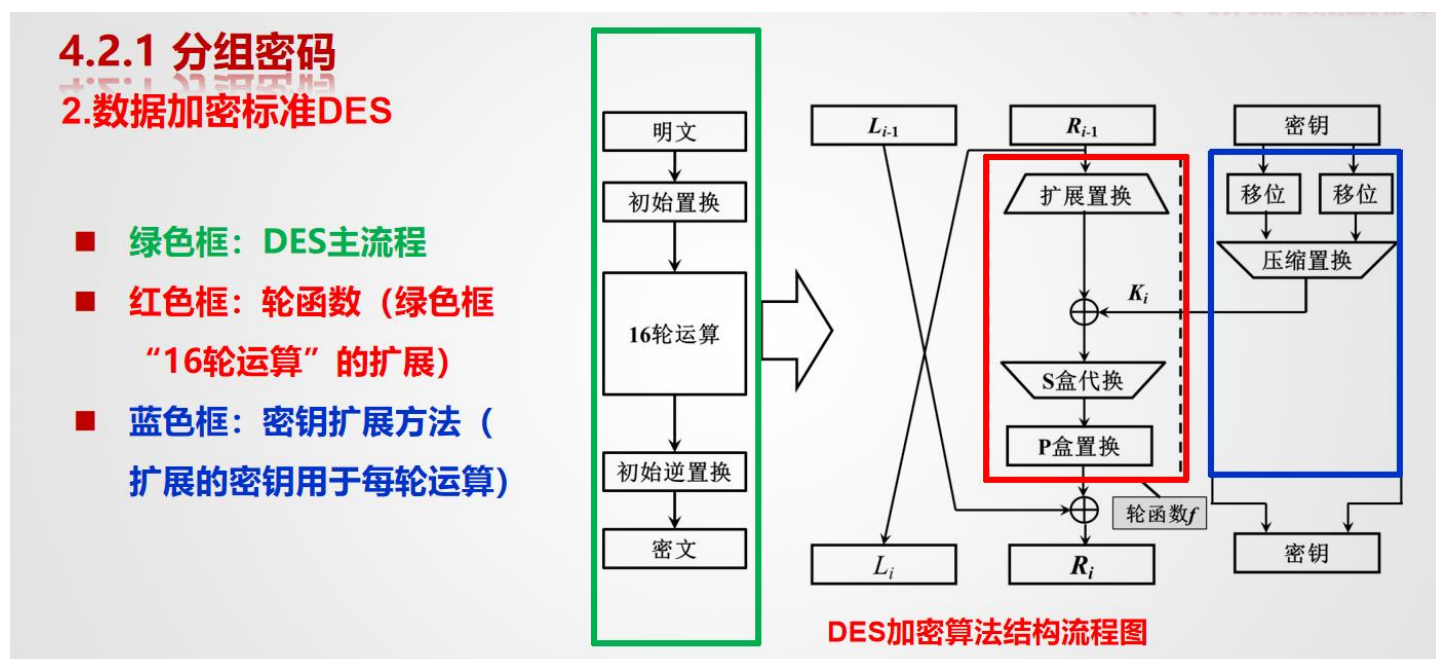 4.2.1 分组密码
2.数据加密标准DES
■ 绿色框：DES主流程
■ 红色框：轮函数（绿色框
“16轮运算”的扩展）
■ 蓝色框：密钥扩展方法（
扩展的密钥用于每轮运算）
明文
初始置换
16轮运算
初始逆置换
密文
Li-1
Ri-1
密钥
扩展置换
移位
移位
压缩置换
Ki
S盒代换
P盒置换
轮函数f
Li
Ri
密钥
DES加密算法结构流程图